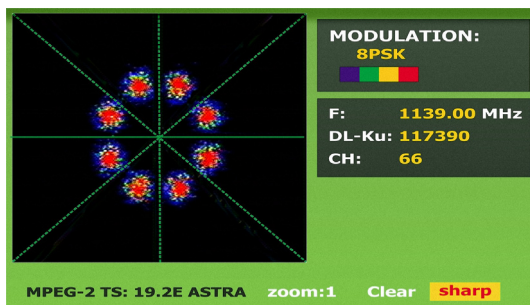 MODULATION:
8PSK
F: 1139.00 MHz
DL-Ku: 117390
CH: 66
MPEG-2 TS: 19.2E ASTRA zoom:1 Clear sharp